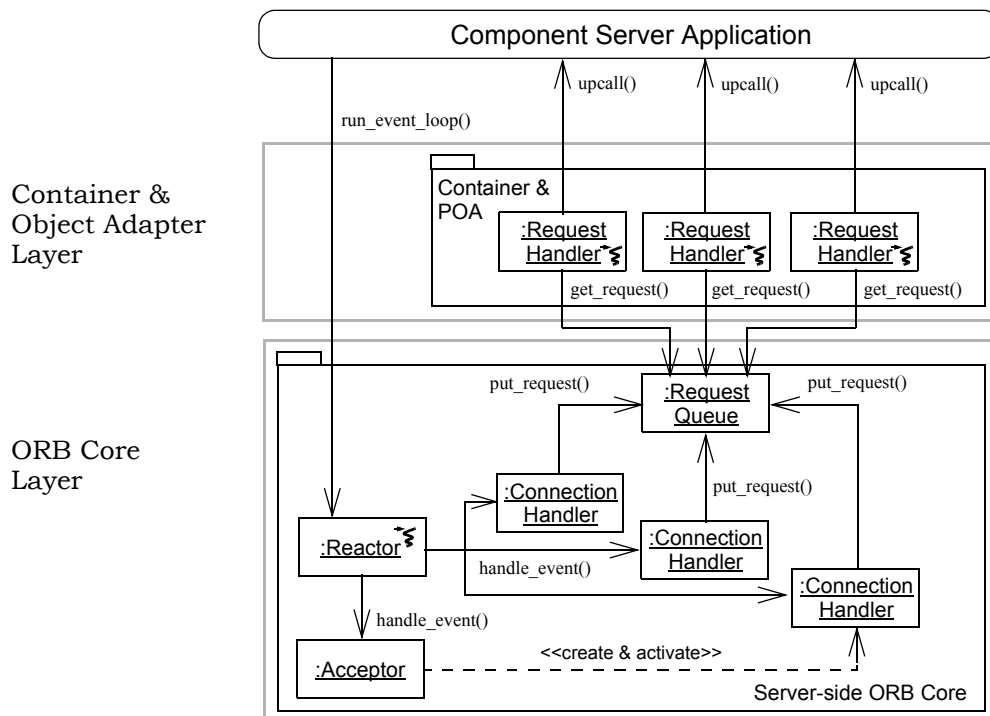 Component Server Application
upcall()
upcall()
upcall()
run_event_loop()
Container &
Object Adapter
Layer
Container &
POA
:Request
Handler
:Request
Handler
:Request
Handler
get_request()
get_request()
get_request()
ORB Core
Layer
put_request()
:Request
Queue
put_request()
:Connection
Handler
put_request()
:Reactor
:Connection
Handler
handle_event()
:Connection
Handler
handle_event()
:Acceptor
<<create & activate>>
Server-side ORB Core